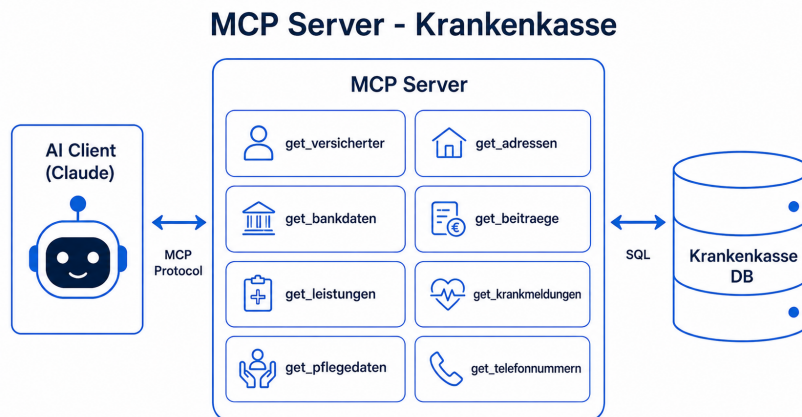 MCP Server - Krankenkasse
MCP Server
AI Client
(Claude)
MCP
Protocol
get_versicherter
get_adressen
get_bankdaten
get_beitraege
€
get_leistungen
get_krankmeldungen
get_pflegedaten
get_telefonnummern
SQL
Krankenkasse
DB